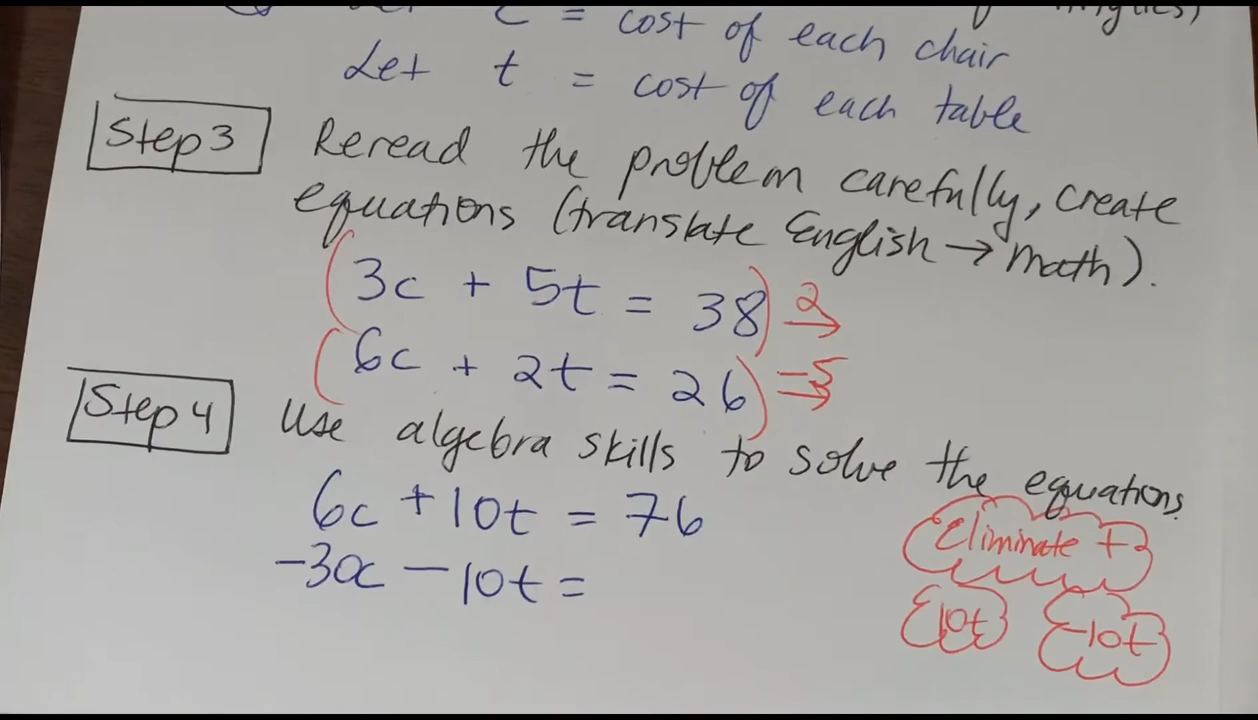 c = cost of each chair
Let t = cost of each table
Step 3 Reread the problem carefully, create
equations (translate English → math).
(3c + 5t = 38) 2→
(6c + 2t = 26) -5→
Step 4 Use algebra skills to solve the equations.
6c + 10t = 76
-30c - 10t =
Eliminate t
10t -10t